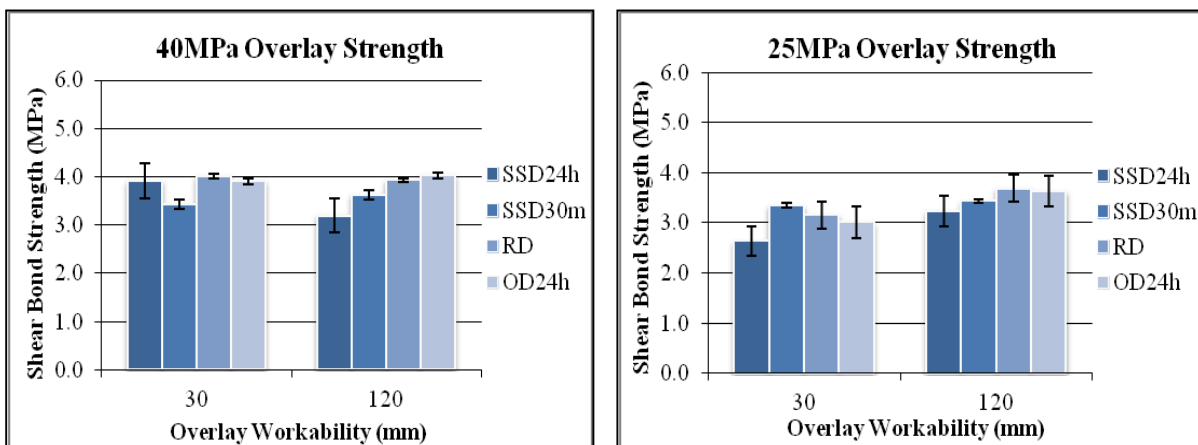 40MPa Overlay Strength
Shear Bond Strength (MPa)
6.0
5.0
4.0
3.0
2.0
1.0
0.0
30
120
Overlay Workability (mm)
SSD24h
SSD30m
RD
OD24h
25MPa Overlay Strength
Shear Bond Strength (MPa)
6.0
5.0
4.0
3.0
2.0
1.0
0.0
30
120
Overlay Workability (mm)
SSD24h
SSD30m
RD
OD24h